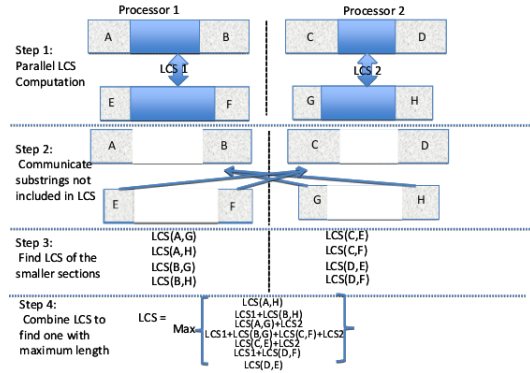 Processor 1
Processor 2
Step 1:
Parallel LCS
Computation
A
B
C
D
LCS 1
LCS 2
E
F
G
H
Step 2:
Communicate
substrings not
included in LCS
A
B
C
D
E
F
G
H
Step 3:
Find LCS of the
smaller sections
LCS(A,G)
LCS(A,H)
LCS(B,G)
LCS(B,H)
LCS(C,E)
LCS(C,F)
LCS(D,E)
LCS(D,F)
Step 4:
Combine LCS to
find one with
maximum length
LCS =
Max
LCS(A,H)
LCS1+LCS(B,H)
LCS(A,G)+LCS2
LCS1+LCS(B,G)+LCS(C,F)+LCS2
LCS(C,E)+LCS2
LCS1+LCS(D,F)
LCS(D,E)